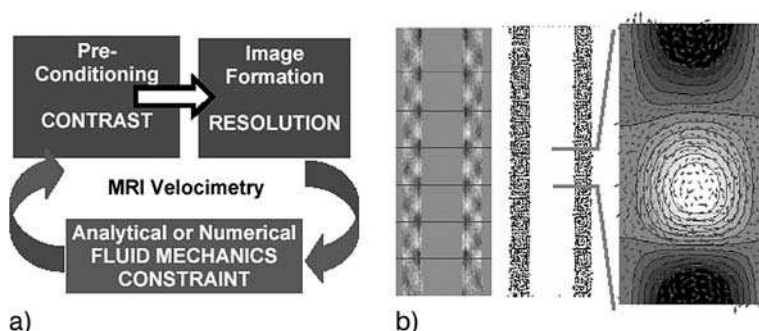 Pre-
Conditioning
CONTRAST
Image
Formation
RESOLUTION
MRI Velocimetry
Analytical or Numerical
FLUID MECHANICS
CONSTRAINT
a)
b)